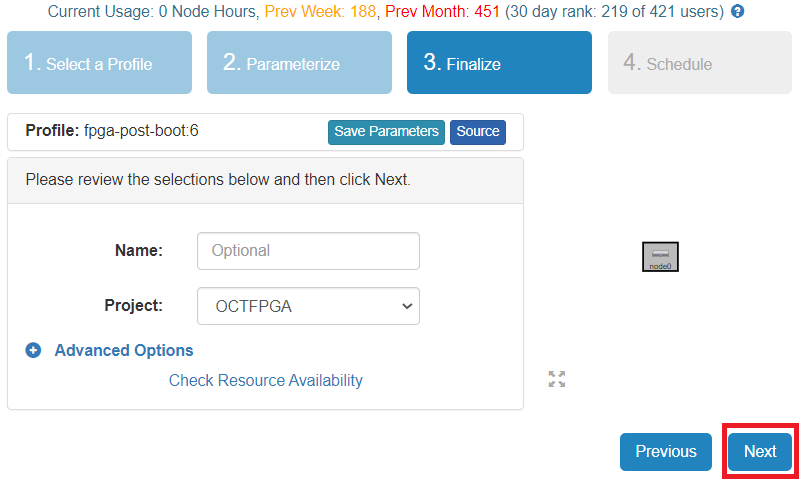 Current Usage: 0 Node Hours, Prev Week: 188, Prev Month: 451 (30 day rank: 219 of 421 users) ?
1. Select a Profile
2. Parameterize
3. Finalize
4. Schedule
Profile: fpga-post-boot:6
Save Parameters
Source
Please review the selections below and then click Next.
Name: Optional
Project: OCTFPGA
Advanced Options
Check Resource Availability
node0
Previous
Next